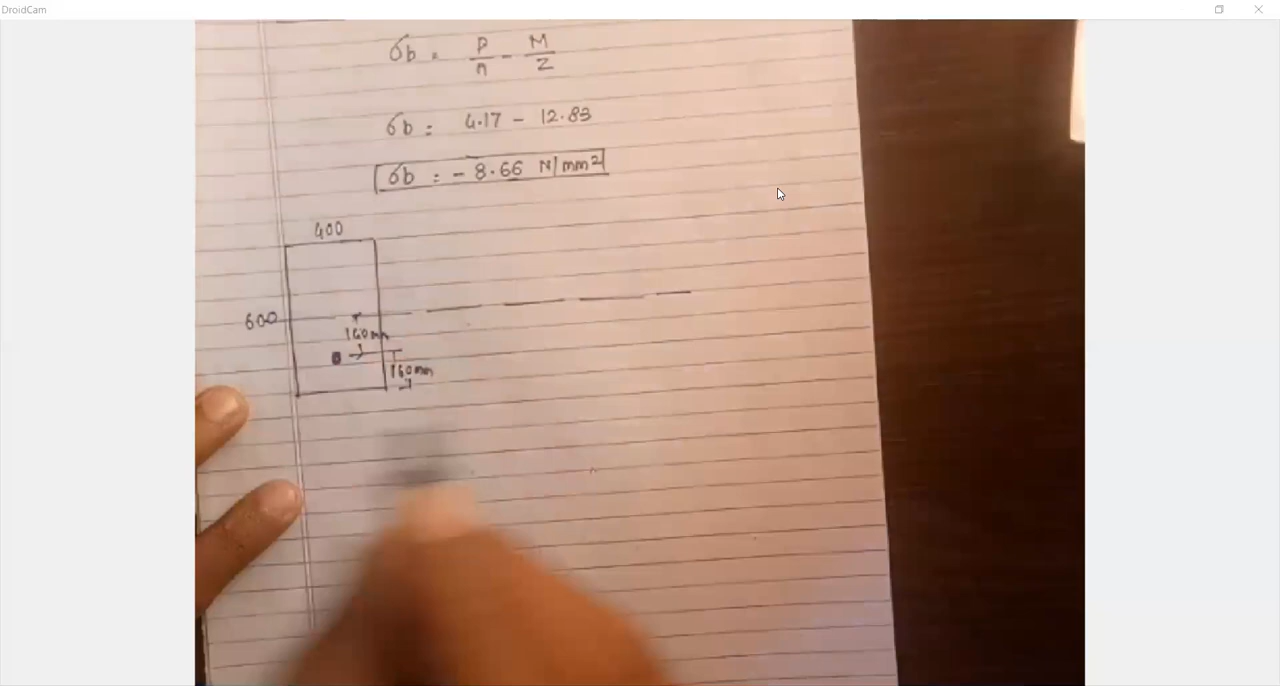 DroidCam
σb = P/A - M/Z
σb = 4.17 - 12.83
σb = - 8.66 N/mm²
400
600
160mm
160mm